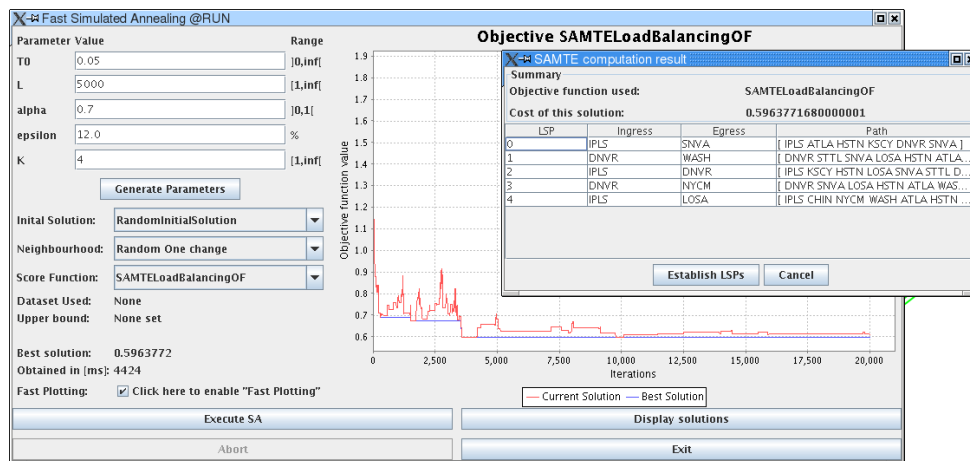 Fast Simulated Annealing @RUN
Parameter Value Range
T0 0.05 ]0,inf[
L 5000 [1,inf[
alpha 0.7 ]0,1[
epsilon 12.0 %
K 4 [1,inf[
Generate Parameters
Inital Solution: RandomInitialSolution
Neighbourhood: Random One change
Score Function: SAMTELoadBalancingOF
Dataset Used: None
Upper bound: None set
Best solution: 0.5963772
Obtained in [ms]: 4424
Fast Plotting: Click here to enable "Fast Plotting"
Execute SA
Display solutions
Abort
Exit
Objective SAMTELoadBalancingOF
Objective function value
1.9
1.8
1.7
1.6
1.5
1.4
1.3
1.2
1.1
1.0
0.9
0.8
0.7
0.6
0 2,500 5,000 7,500 10,000 12,500 15,000 17,500 20,000
Iterations
Current Solution Best Solution
SAMTE computation result
Summary
Objective function used: SAMTELoadBalancingOF
Cost of this solution: 0.5963771680000001
LSP Ingress Egress Path
0 IPLS SNVA [ IPLS ATLA HSTN KSCY DNVR SNVA ]
1 DNVR WASH [ DNVR STTL SNVA LOSA HSTN ATLA...
2 IPLS DNVR [ IPLS KSCY HSTN LOSA SNVA STTL D...
3 DNVR NYCM [ DNVR SNVA LOSA HSTN ATLA WAS...
4 IPLS LOSA [ IPLS CHIN NYCM WASH ATLA HSTN ...
Establish LSPs
Cancel